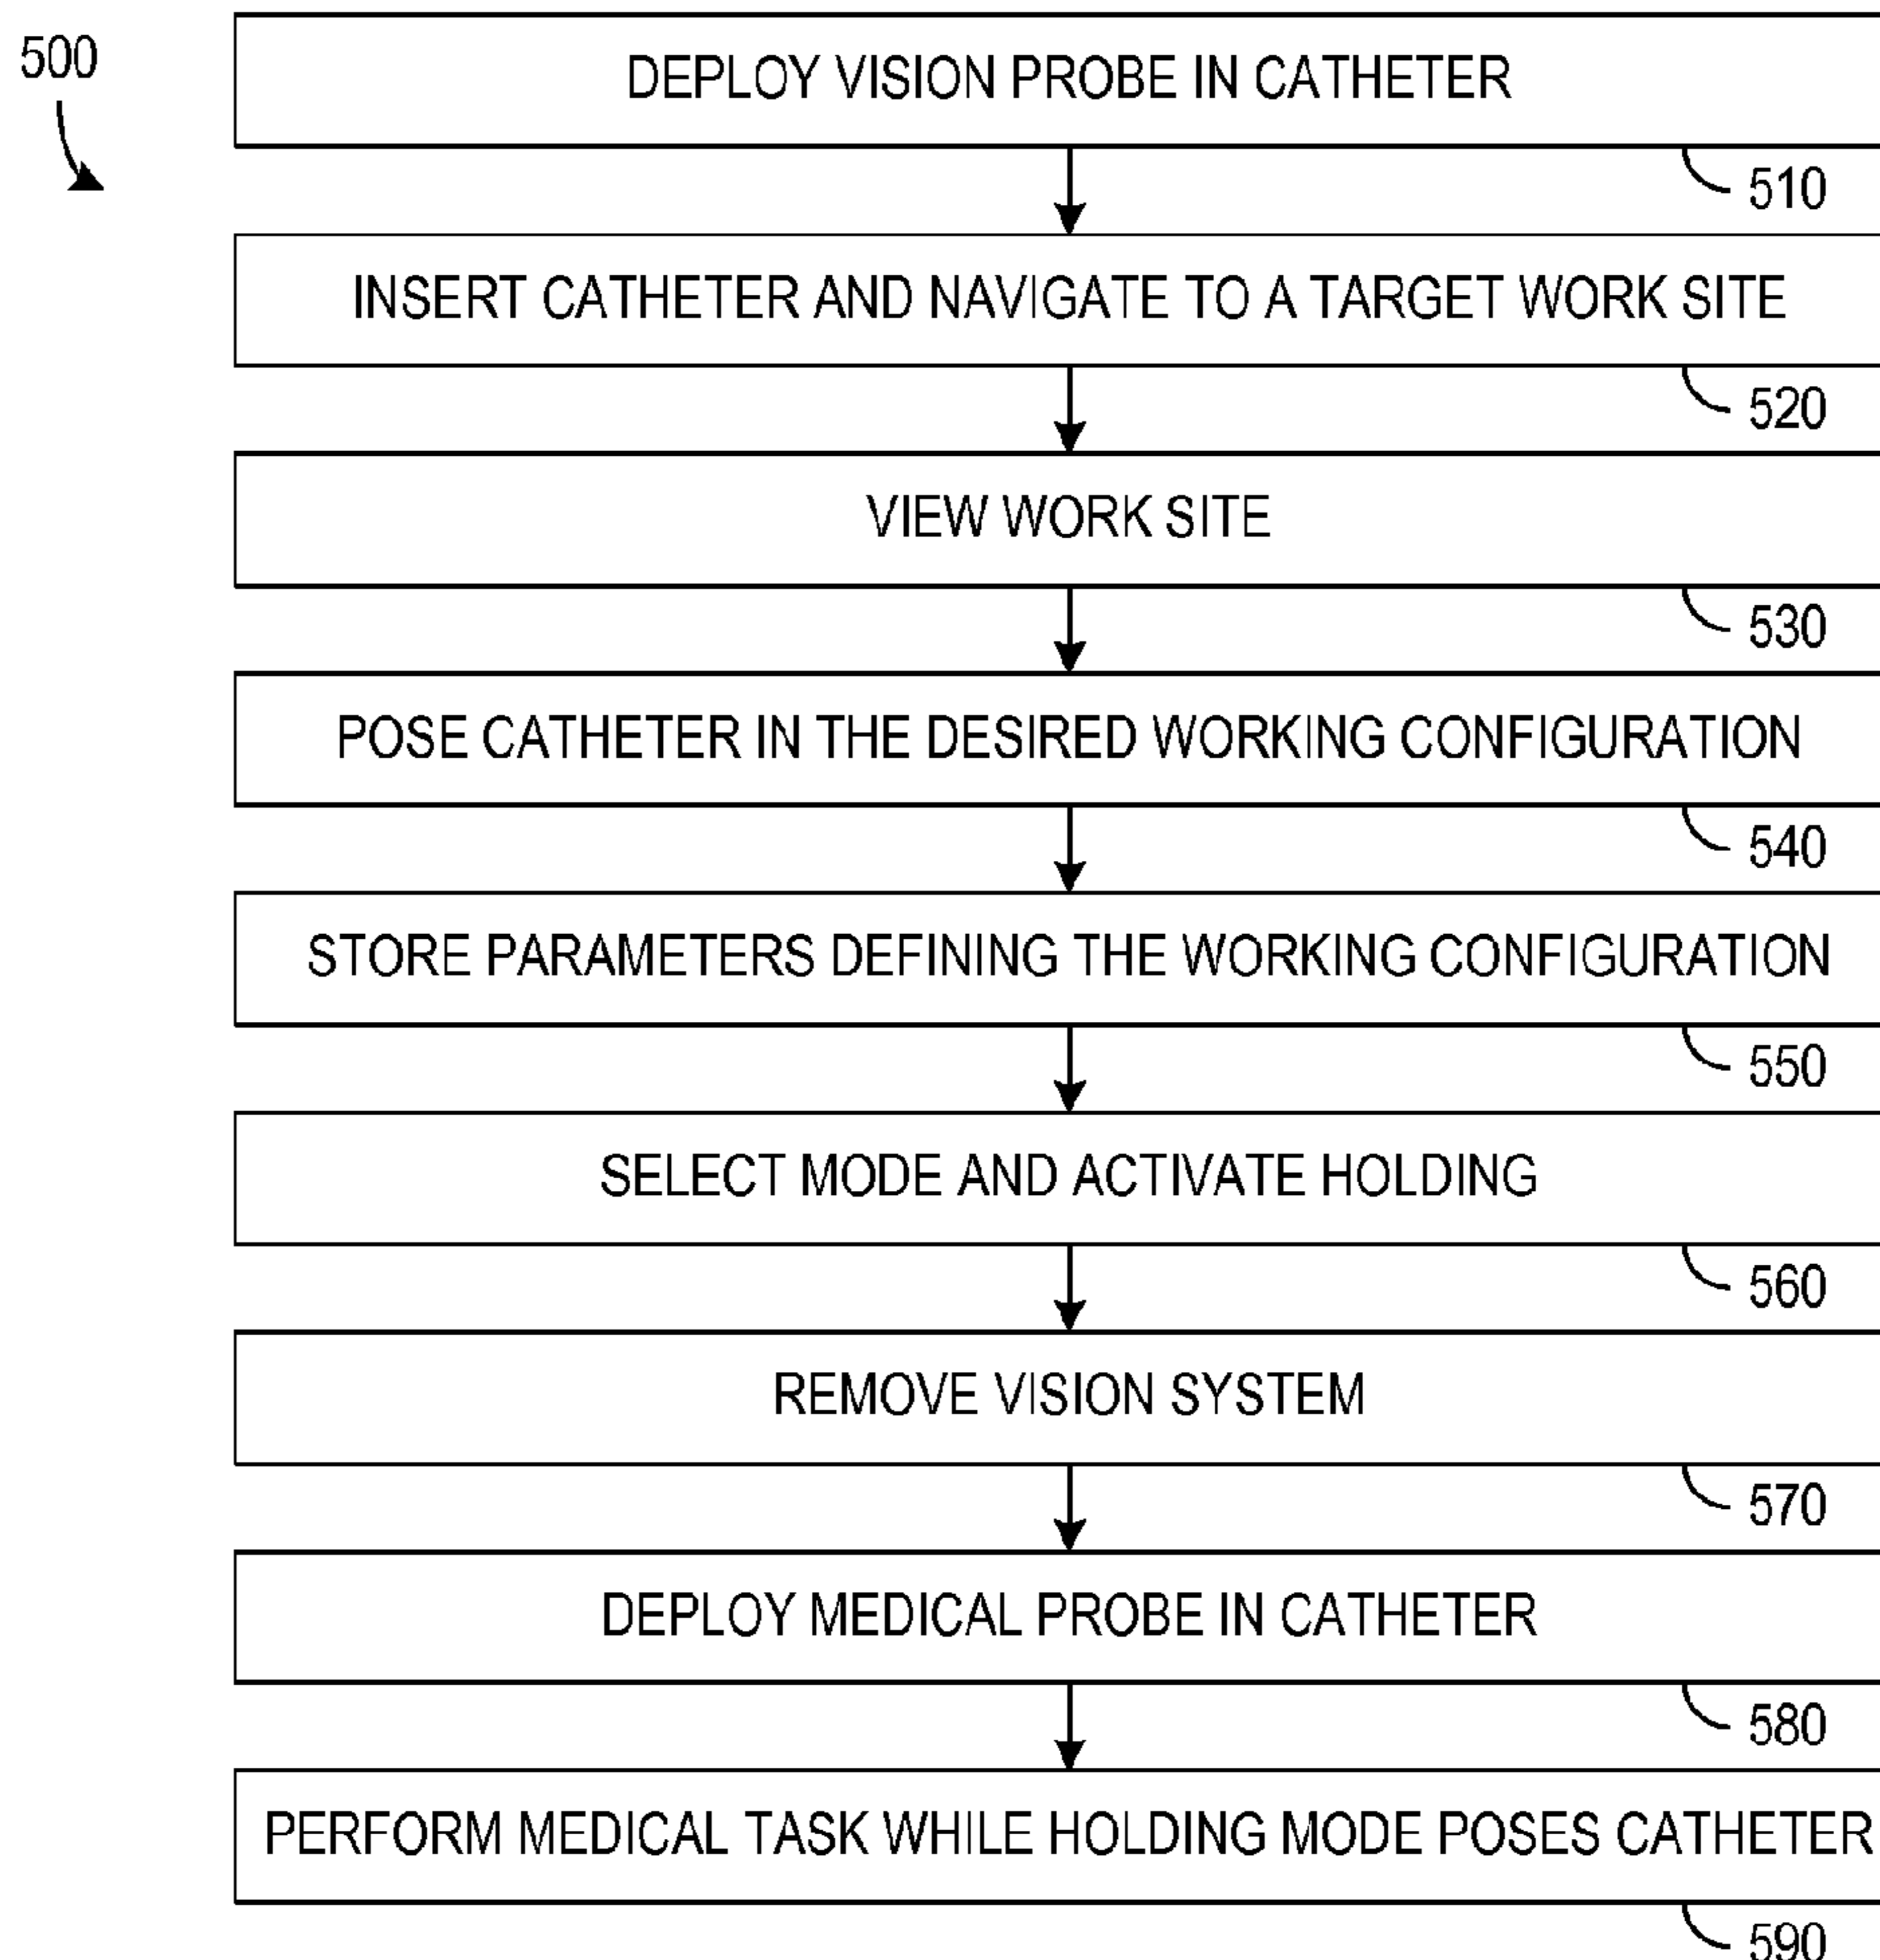 500
DEPLOY VISION PROBE IN CATHETER
510
INSERT CATHETER AND NAVIGATE TO A TARGET WORK SITE
520
VIEW WORK SITE
530
POSE CATHETER IN THE DESIRED WORKING CONFIGURATION
540
STORE PARAMETERS DEFINING THE WORKING CONFIGURATION
550
SELECT MODE AND ACTIVATE HOLDING
560
REMOVE VISION SYSTEM
570
DEPLOY MEDICAL PROBE IN CATHETER
580
PERFORM MEDICAL TASK WHILE HOLDING MODE POSES CATHETER
590